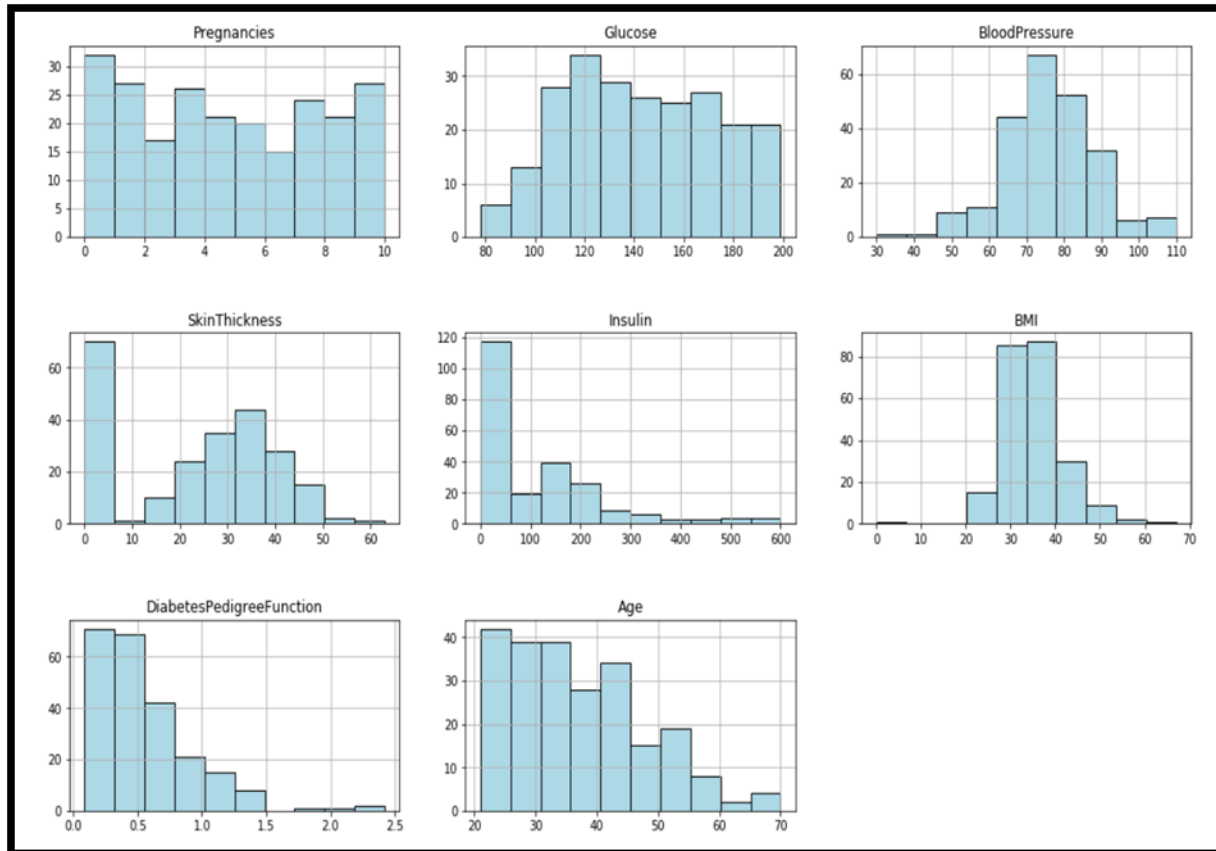 Pregnancies
30
25
20
15
10
5
0
0 2 4 6 8 10
Glucose
30
20
10
0
80 100 120 140 160 180 200
BloodPressure
60
40
20
0
30 40 50 60 70 80 90 100 110
SkinThickness
60
40
20
0
0 10 20 30 40 50 60
Insulin
120
100
80
60
40
20
0
0 100 200 300 400 500 600
BMI
80
60
40
20
0
0 10 20 30 40 50 60 70
DiabetesPedigreeFunction
60
40
20
0
0.0 0.5 1.0 1.5 2.0 2.5
Age
40
30
20
10
0
20 30 40 50 60 70